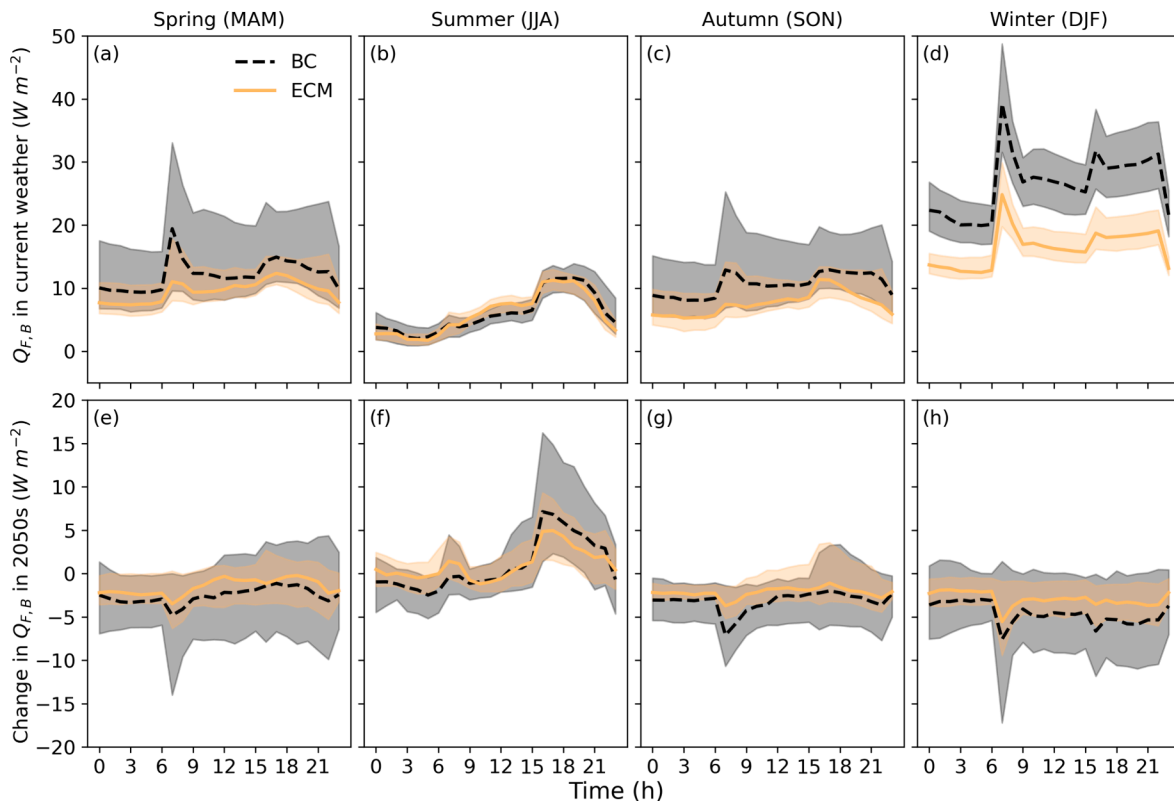 Spring (MAM)
Summer (JJA)
Autumn (SON)
Winter (DJF)
Q_{F,B} in current weather (W m^{-2})
50
40
30
20
10
0
(a)
BC
ECM
(b)
(c)
(d)
Change in Q_{F,B} in 2050s (W m^{-2})
20
15
10
5
0
−5
−10
−15
−20
(e)
(f)
(g)
(h)
0 3 6 9 12 15 18 21
0 3 6 9 12 15 18 21
0 3 6 9 12 15 18 21
0 3 6 9 12 15 18 21
Time (h)